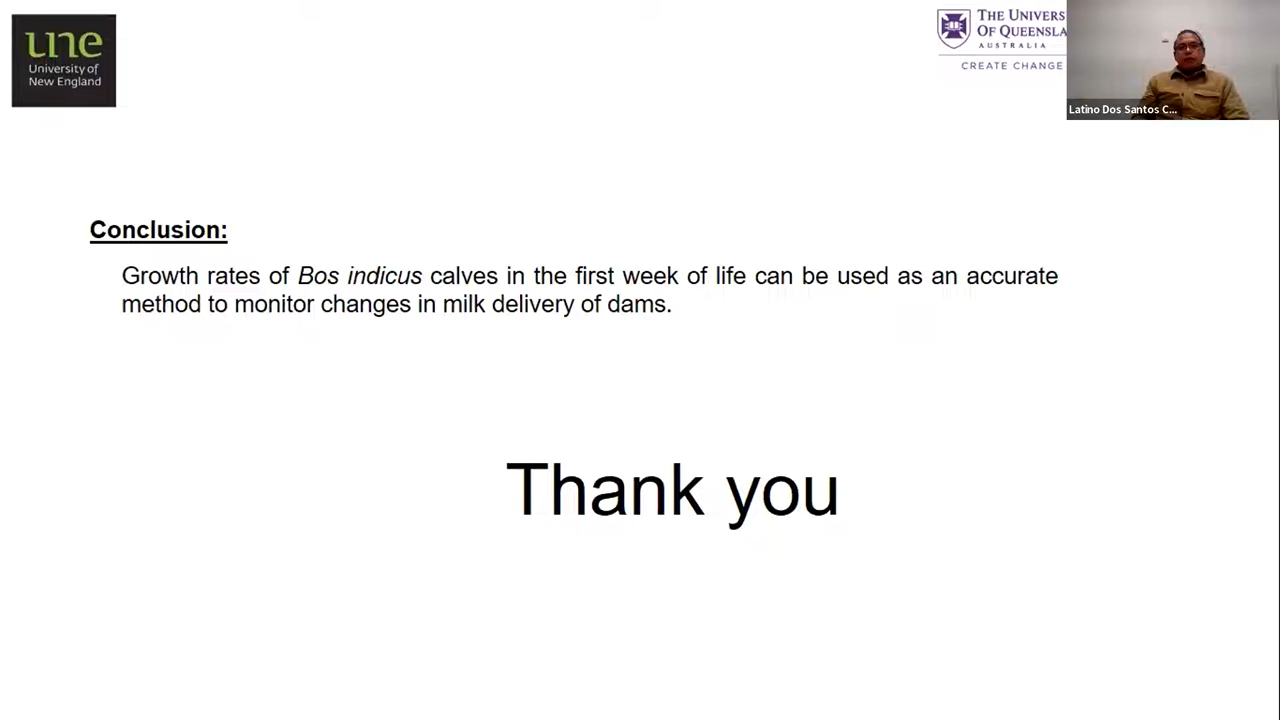 une
University of
New England
THE UNIVERS
OF QUEENSLA
AUSTRALIA
CREATE CHANGE
Latino Dos Santos C...
Conclusion:
Growth rates of Bos indicus calves in the first week of life can be used as an accurate
method to monitor changes in milk delivery of dams.
Thank you